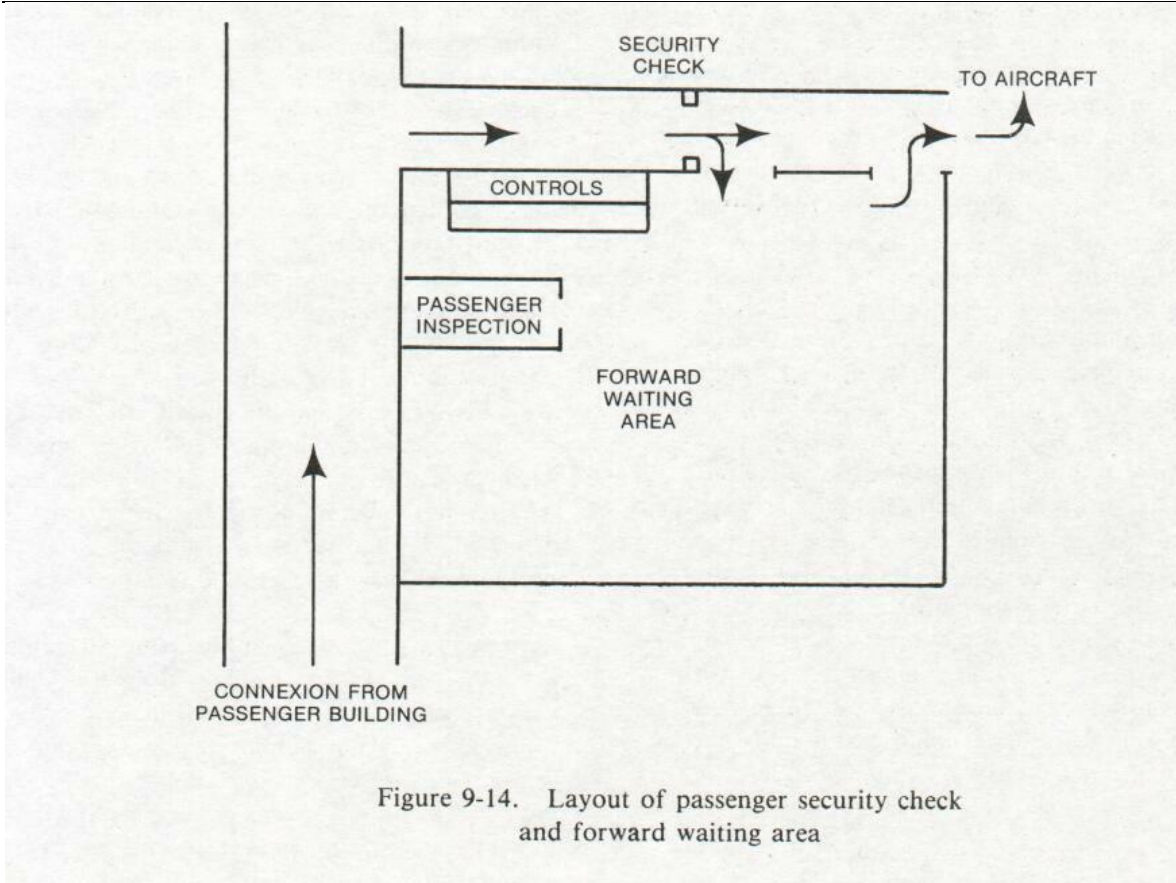 SECURITY
CHECK
TO AIRCRAFT
CONTROLS
PASSENGER
INSPECTION
FORWARD
WAITING
AREA
CONNEXION FROM
PASSENGER BUILDING
Figure 9-14. Layout of passenger security check
and forward waiting area